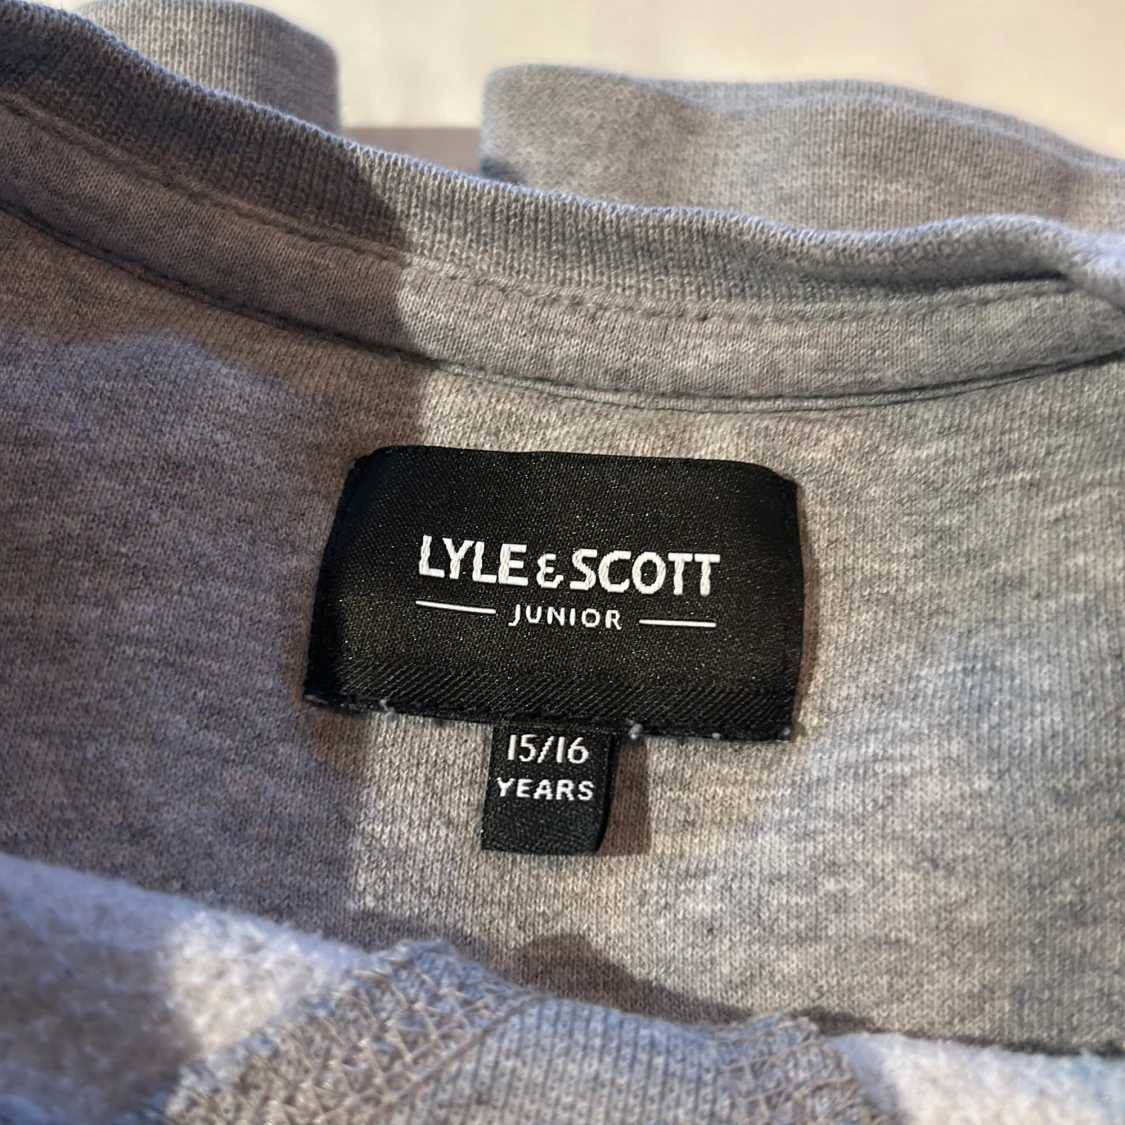 LYLE & SCOTT
JUNIOR
15/16
YEARS